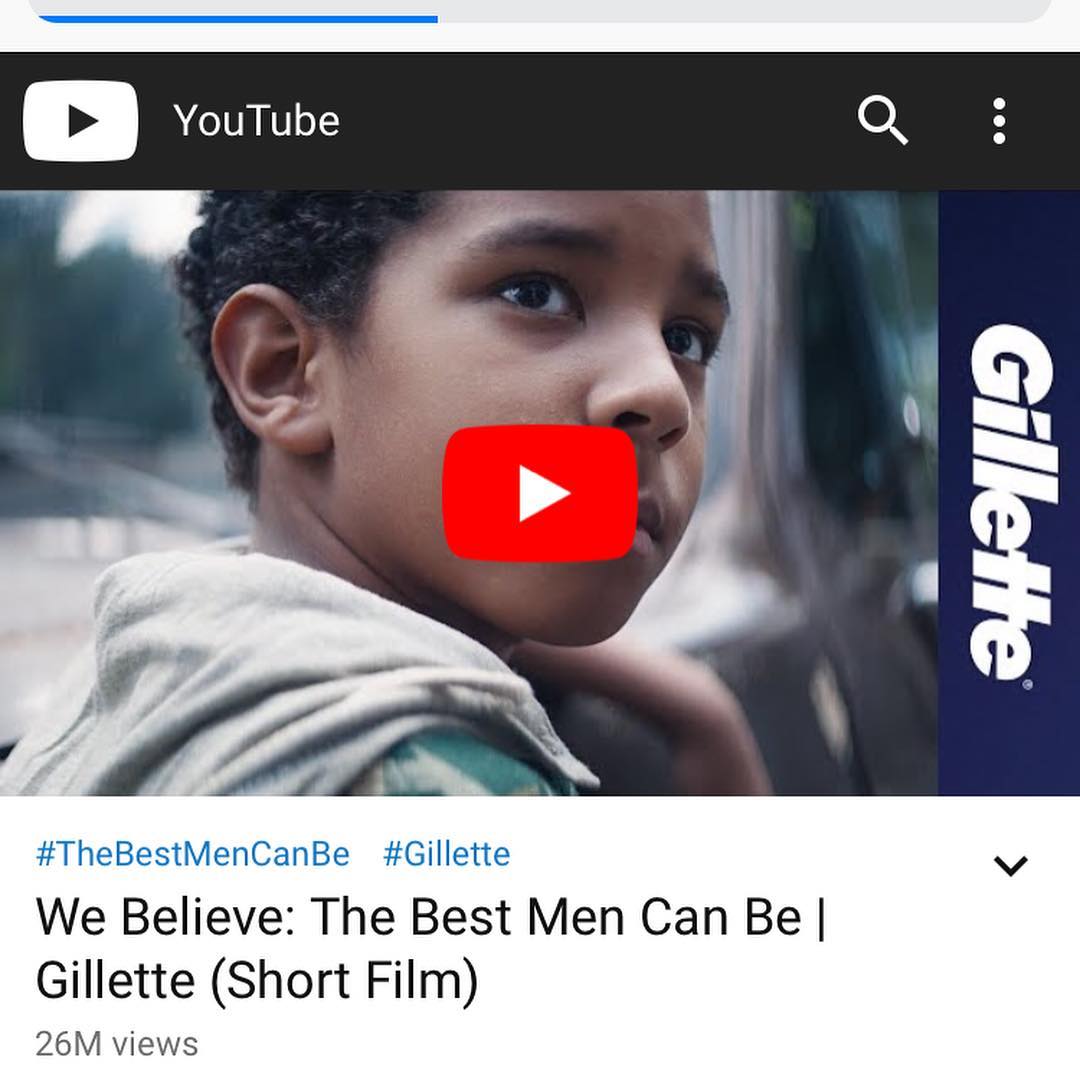 YouTube
Gillette®
#TheBestMenCanBe #Gillette
We Believe: The Best Men Can Be |
Gillette (Short Film)
26M views